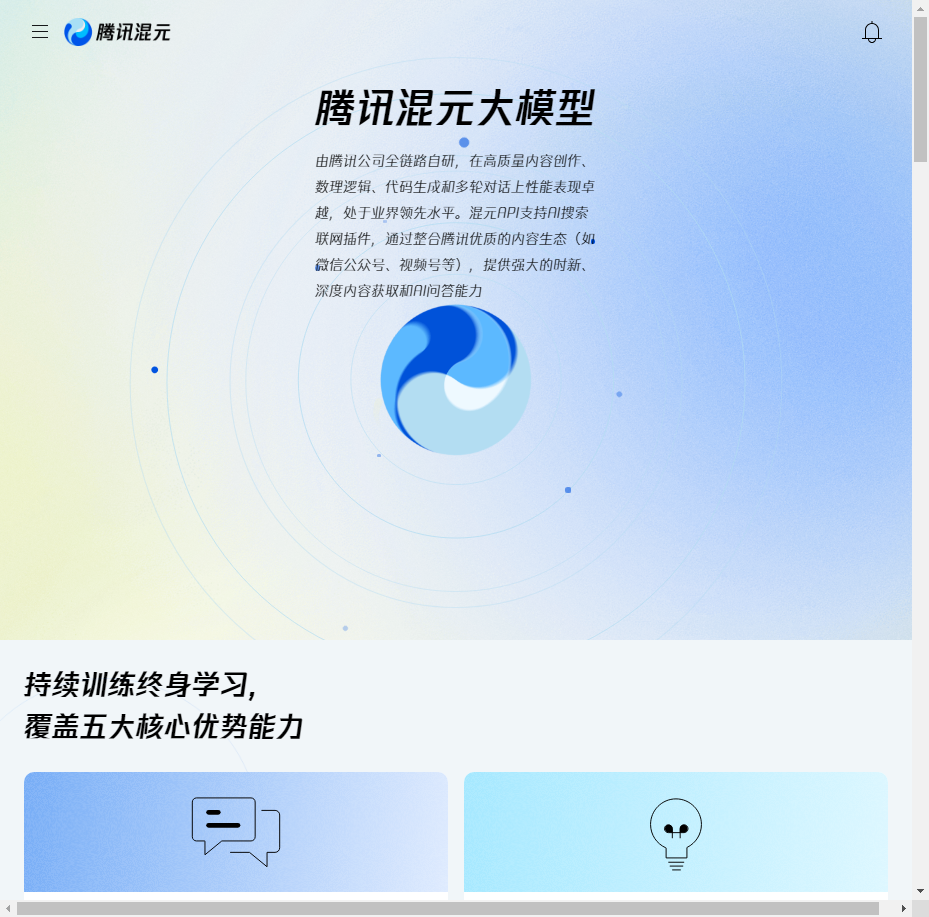 腾讯混元
腾讯混元大模型
由腾讯公司全链路自研，在高质量内容创作、
数理逻辑、代码生成和多轮对话上性能表现卓
越，处于业界领先水平。混元API支持AI搜索
联网插件，通过整合腾讯优质的内容生态（如
微信公众号、视频号等），提供强大的时新、
深度内容获取和AI问答能力
持续训练终身学习,
覆盖五大核心优势能力